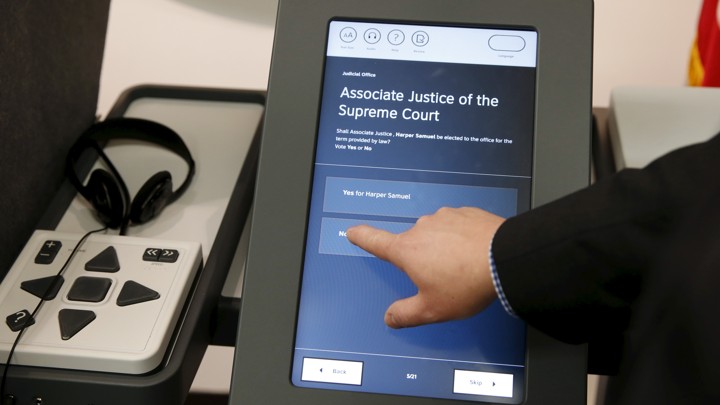 Judicial Office
Associate Justice of the
Supreme Court
Shall Associate Justice , Harper Samuel be elected to the office for the
term provided by law?
Vote Yes or No
Yes for Harper Samuel
No
Back
5/21
Skip